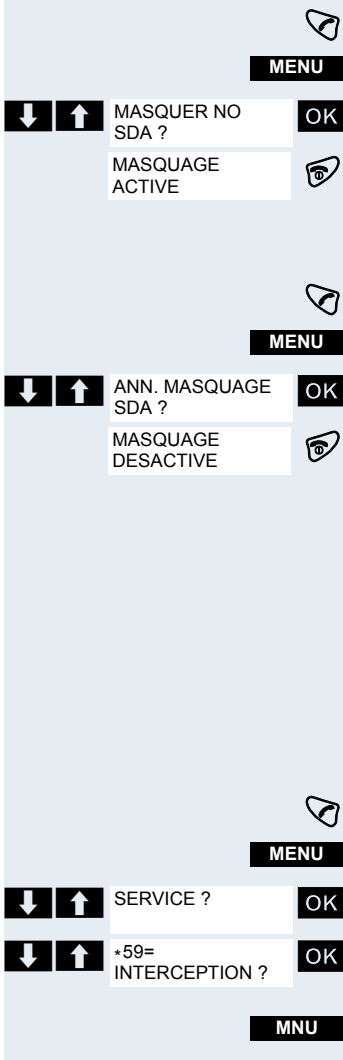 MENU
MASQUER NO
SDA ?
OK
MASQUAGE
ACTIVE
MENU
ANN. MASQUAGE
SDA ?
OK
MASQUAGE
DESACTIVE
MENU
SERVICE ?
OK
*59=
INTERCEPTION ?
OK
MNU